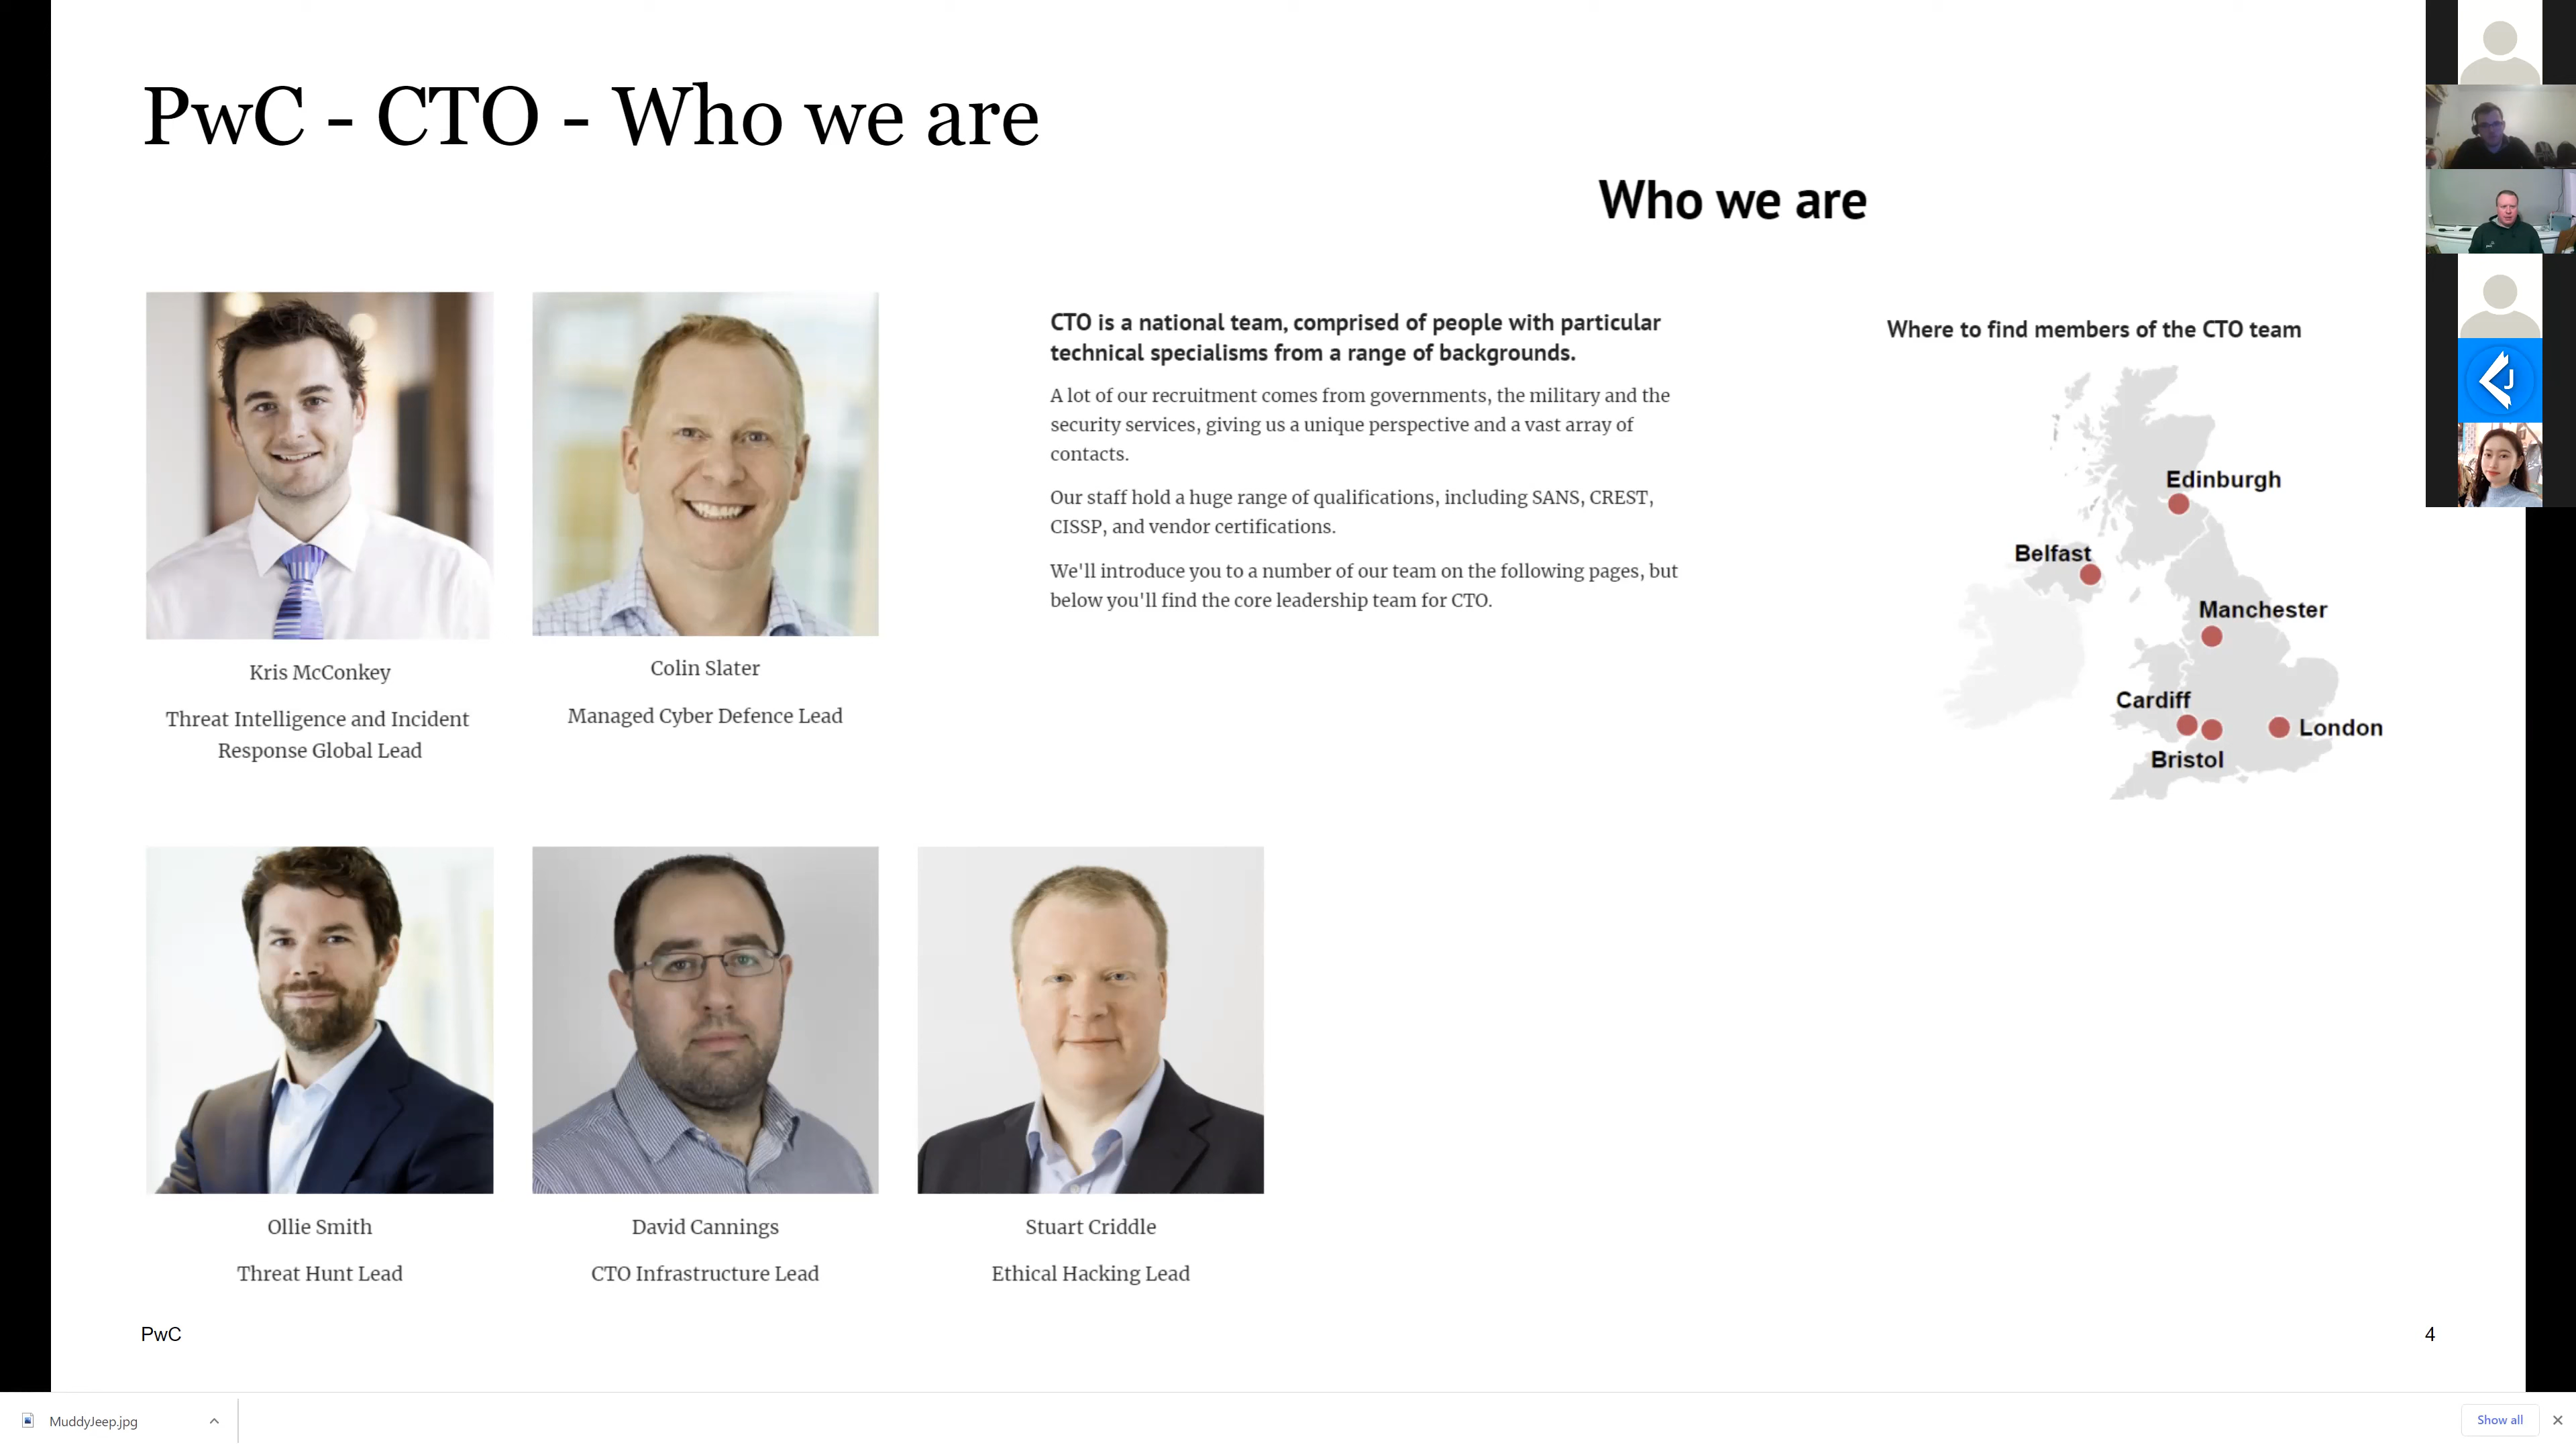 PwC - CTO - Who we are
Who we are
Kris McConkey
Threat Intelligence and Incident
Response Global Lead
Colin Slater
Managed Cyber Defence Lead
CTO is a national team, comprised of people with particular
technical specialisms from a range of backgrounds.
A lot of our recruitment comes from governments, the military and the
security services, giving us a unique perspective and a vast array of
contacts.
Our staff hold a huge range of qualifications, including SANS, CREST,
CISSP, and vendor certifications.
We'll introduce you to a number of our team on the following pages, but
below you'll find the core leadership team for CTO.
Where to find members of the CTO team
Edinburgh
Belfast
Manchester
Cardiff
London
Bristol
Ollie Smith
Threat Hunt Lead
David Cannings
CTO Infrastructure Lead
Stuart Criddle
Ethical Hacking Lead
PwC
4
J
MuddyJeep.jpg
Show all